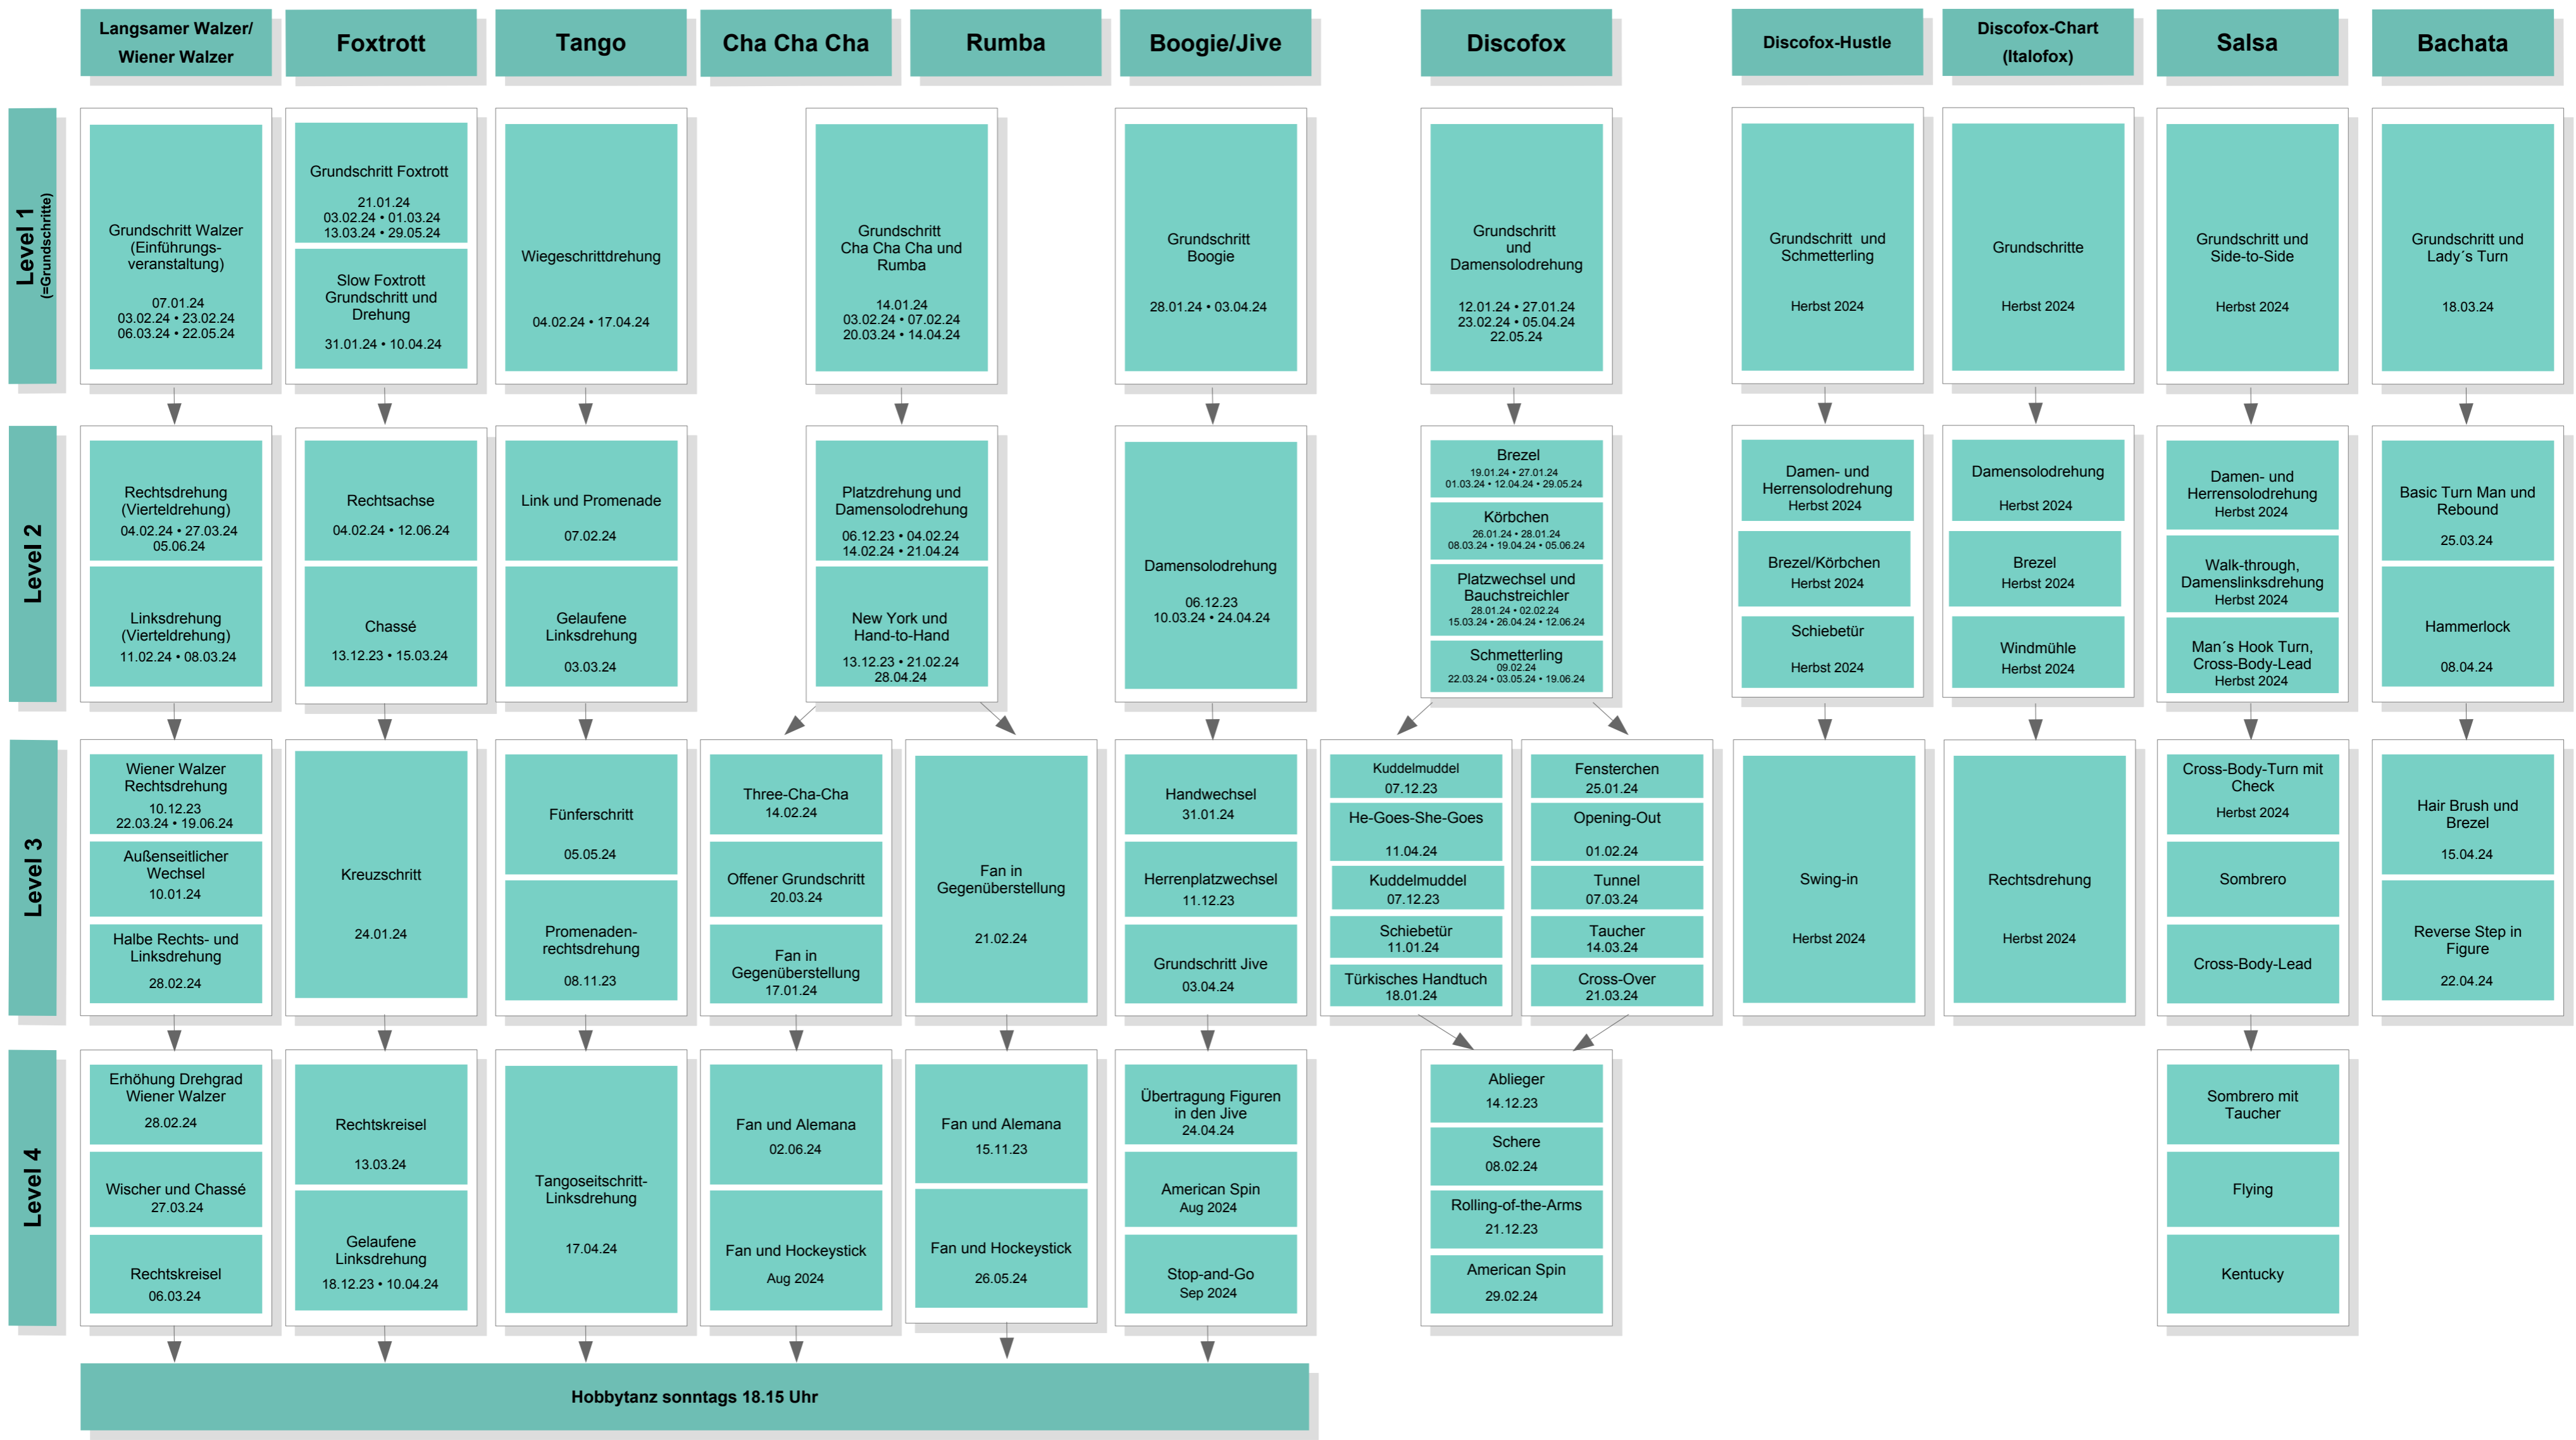 Langsamer Walzer/
Wiener Walzer
Foxtrott
Tango
Cha Cha Cha
Rumba
Boogie/Jive
Discofox
Discofox-Hustle
Discofox-Chart
(Italofox)
Salsa
Bachata
Level 1
(=Grundschritte)
Grundschritt Walzer
(Einführungs-
veranstaltung)
07.01.24
03.02.24 • 23.02.24
06.03.24 • 22.05.24
Grundschritt Foxtrott
21.01.24
03.02.24 • 01.03.24
13.03.24 • 29.05.24
Slow Foxtrott
Grundschritt und
Drehung
31.01.24 • 10.04.24
Wiegeschrittdrehung
04.02.24 • 17.04.24
Grundschritt
Cha Cha Cha und
Rumba
14.01.24
03.02.24 • 07.02.24
20.03.24 • 14.04.24
Grundschritt
Boogie
28.01.24 • 03.04.24
Grundschritt
und
Damensolodrehung
12.01.24 • 27.01.24
23.02.24 • 05.04.24
22.05.24
Grundschritt und
Schmetterling
Herbst 2024
Grundschritte
Herbst 2024
Grundschritt und
Side-to-Side
Herbst 2024
Grundschritt und
Lady´s Turn
18.03.24
Level 2
Rechtsdrehung
(Vierteldrehung)
04.02.24 • 27.03.24
05.06.24
Linksdrehung
(Vierteldrehung)
11.02.24 • 08.03.24
Rechtsachse
04.02.24 • 12.06.24
Chassé
13.12.23 • 15.03.24
Link und Promenade
07.02.24
Gelaufene
Linksdrehung
03.03.24
Platzdrehung und
Damensolodrehung
06.12.23 • 04.02.24
14.02.24 • 21.04.24
New York und
Hand-to-Hand
13.12.23 • 21.02.24
28.04.24
Damensolodrehung
06.12.23
10.03.24 • 24.04.24
Brezel
19.01.24 • 27.01.24
01.03.24 • 12.04.24 • 29.05.24
Körbchen
26.01.24 • 28.01.24
08.03.24 • 19.04.24 • 05.06.24
Platzwechsel und
Bauchstreichler
28.01.24 • 02.02.24
15.03.24 • 26.04.24 • 12.06.24
Schmetterling
09.02.24
22.03.24 • 03.05.24 • 19.06.24
Damen- und
Herrensolodrehung
Herbst 2024
Brezel/Körbchen
Herbst 2024
Schiebetür
Herbst 2024
Damensolodrehung
Herbst 2024
Brezel
Herbst 2024
Windmühle
Herbst 2024
Damen- und
Herrensolodrehung
Herbst 2024
Walk-through,
Damenslinksdrehung
Herbst 2024
Man´s Hook Turn,
Cross-Body-Lead
Herbst 2024
Basic Turn Man und
Rebound
25.03.24
Hammerlock
08.04.24
Level 3
Wiener Walzer
Rechtsdrehung
10.12.23
22.03.24 • 19.06.24
Außenseitlicher
Wechsel
10.01.24
Halbe Rechts- und
Linksdrehung
28.02.24
Kreuzschritt
24.01.24
Fünferschritt
05.05.24
Promenaden-
rechtsdrehung
08.11.23
Three-Cha-Cha
14.02.24
Offener Grundschritt
20.03.24
Fan in
Gegenüberstellung
17.01.24
Fan in
Gegenüberstellung
21.02.24
Handwechsel
31.01.24
Herrenplatzwechsel
11.12.23
Grundschritt Jive
03.04.24
Kuddelmuddel
07.12.23
He-Goes-She-Goes
11.04.24
Kuddelmuddel
07.12.23
Schiebetür
11.01.24
Türkisches Handtuch
18.01.24
Fensterchen
25.01.24
Opening-Out
01.02.24
Tunnel
07.03.24
Taucher
14.03.24
Cross-Over
21.03.24
Swing-in
Herbst 2024
Rechtsdrehung
Herbst 2024
Cross-Body-Turn mit
Check
Herbst 2024
Sombrero
Cross-Body-Lead
Hair Brush und
Brezel
15.04.24
Reverse Step in
Figure
22.04.24
Level 4
Erhöhung Drehgrad
Wiener Walzer
28.02.24
Wischer und Chassé
27.03.24
Rechtskreisel
06.03.24
Rechtskreisel
13.03.24
Gelaufene
Linksdrehung
18.12.23 • 10.04.24
Tangoseitschritt-
Linksdrehung
17.04.24
Fan und Alemana
02.06.24
Fan und Hockeystick
Aug 2024
Fan und Alemana
15.11.23
Fan und Hockeystick
26.05.24
Übertragung Figuren
in den Jive
24.04.24
American Spin
Aug 2024
Stop-and-Go
Sep 2024
Ablieger
14.12.23
Schere
08.02.24
Rolling-of-the-Arms
21.12.23
American Spin
29.02.24
Sombrero mit
Taucher
Flying
Kentucky
Hobbytanz sonntags 18.15 Uhr